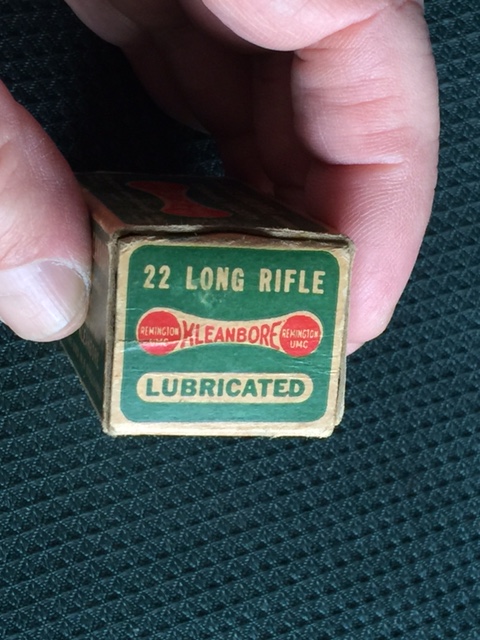 22 LONG RIFLE
REMINGTON UMC KLEANBORE REMINGTON UMC
LUBRICATED